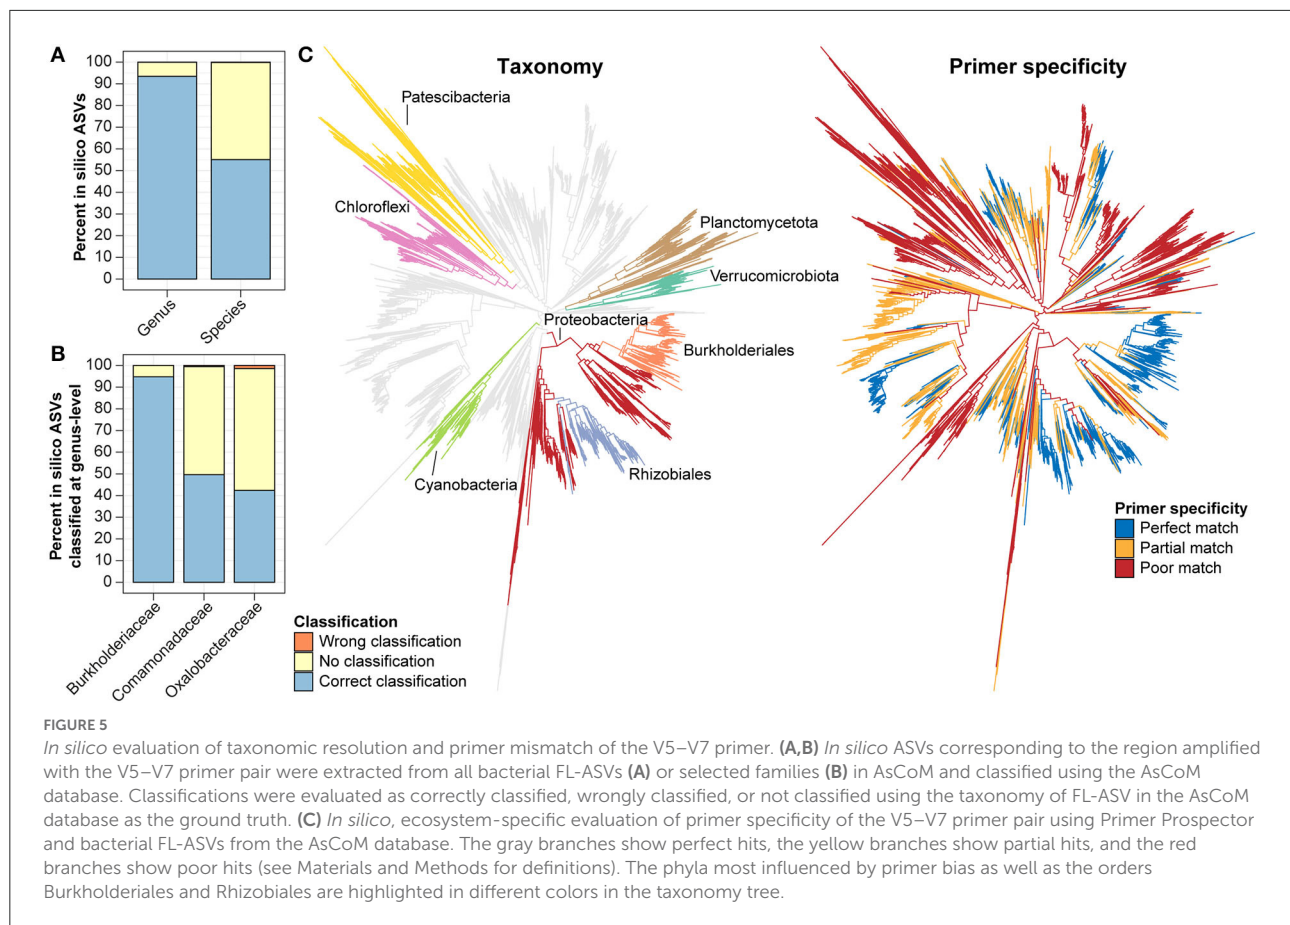 A
Percent in silico ASVs
100
90
80
70
60
50
40
30
20
10
0
Genus
Species
B
Percent in silico ASVs
classified at genus-level
100
90
80
70
60
50
40
30
20
10
0
Burkholderiaceae
Comamonadaceae
Oxalobacteraceae
Classification
Wrong classification
No classification
Correct classification
C
Taxonomy
Patescibacteria
Chloroflexi
Planctomycetota
Verrucomicrobiota
Proteobacteria
Burkholderiales
Rhizobiales
Cyanobacteria
Primer specificity
Primer specificity
Perfect match
Partial match
Poor match
FIGURE 5
In silico evaluation of taxonomic resolution and primer mismatch of the V5–V7 primer. (A,B) In silico ASVs corresponding to the region amplified
with the V5–V7 primer pair were extracted from all bacterial FL-ASVs (A) or selected families (B) in AsCoM and classified using the AsCoM
database. Classifications were evaluated as correctly classified, wrongly classified, or not classified using the taxonomy of FL-ASV in the AsCoM
database as the ground truth. (C) In silico, ecosystem-specific evaluation of primer specificity of the V5–V7 primer pair using Primer Prospector
and bacterial FL-ASVs from the AsCoM database. The gray branches show perfect hits, the yellow branches show partial hits, and the red
branches show poor hits (see Materials and Methods for definitions). The phyla most influenced by primer bias as well as the orders
Burkholderiales and Rhizobiales are highlighted in different colors in the taxonomy tree.